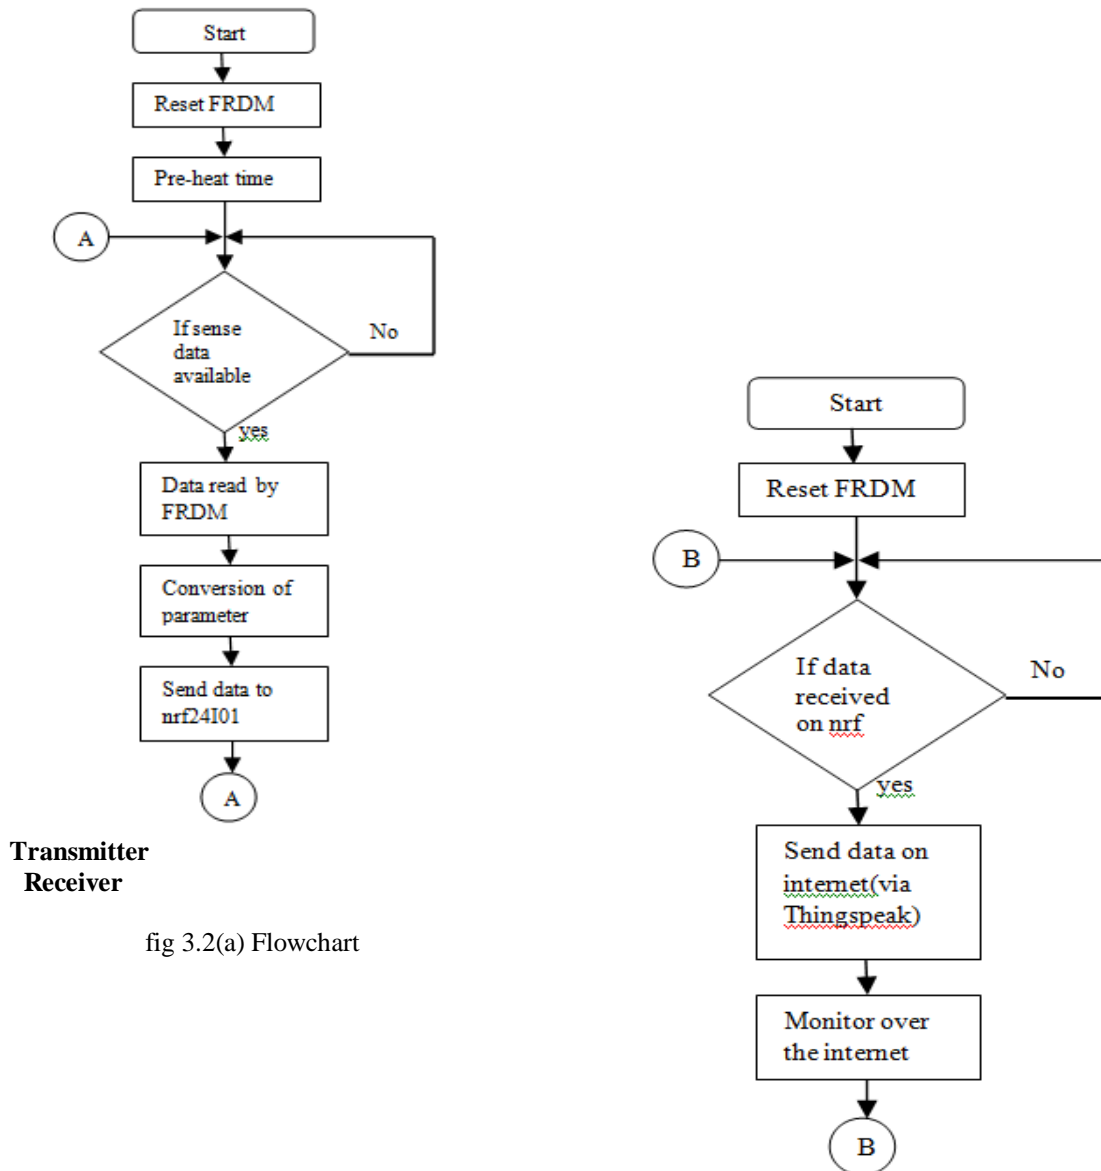 Start
Reset FRDM
Pre-heat time
A
If sense
data
available
No
yes
Data read by
FRDM
Conversion of
parameter
Send data to
nrf24I01
A
Transmitter
Receiver
fig 3.2(a) Flowchart
Start
Reset FRDM
B
If data
received
on nrf
No
yes
Send data on
internet(via
Thingspeak)
Monitor over
the internet
B